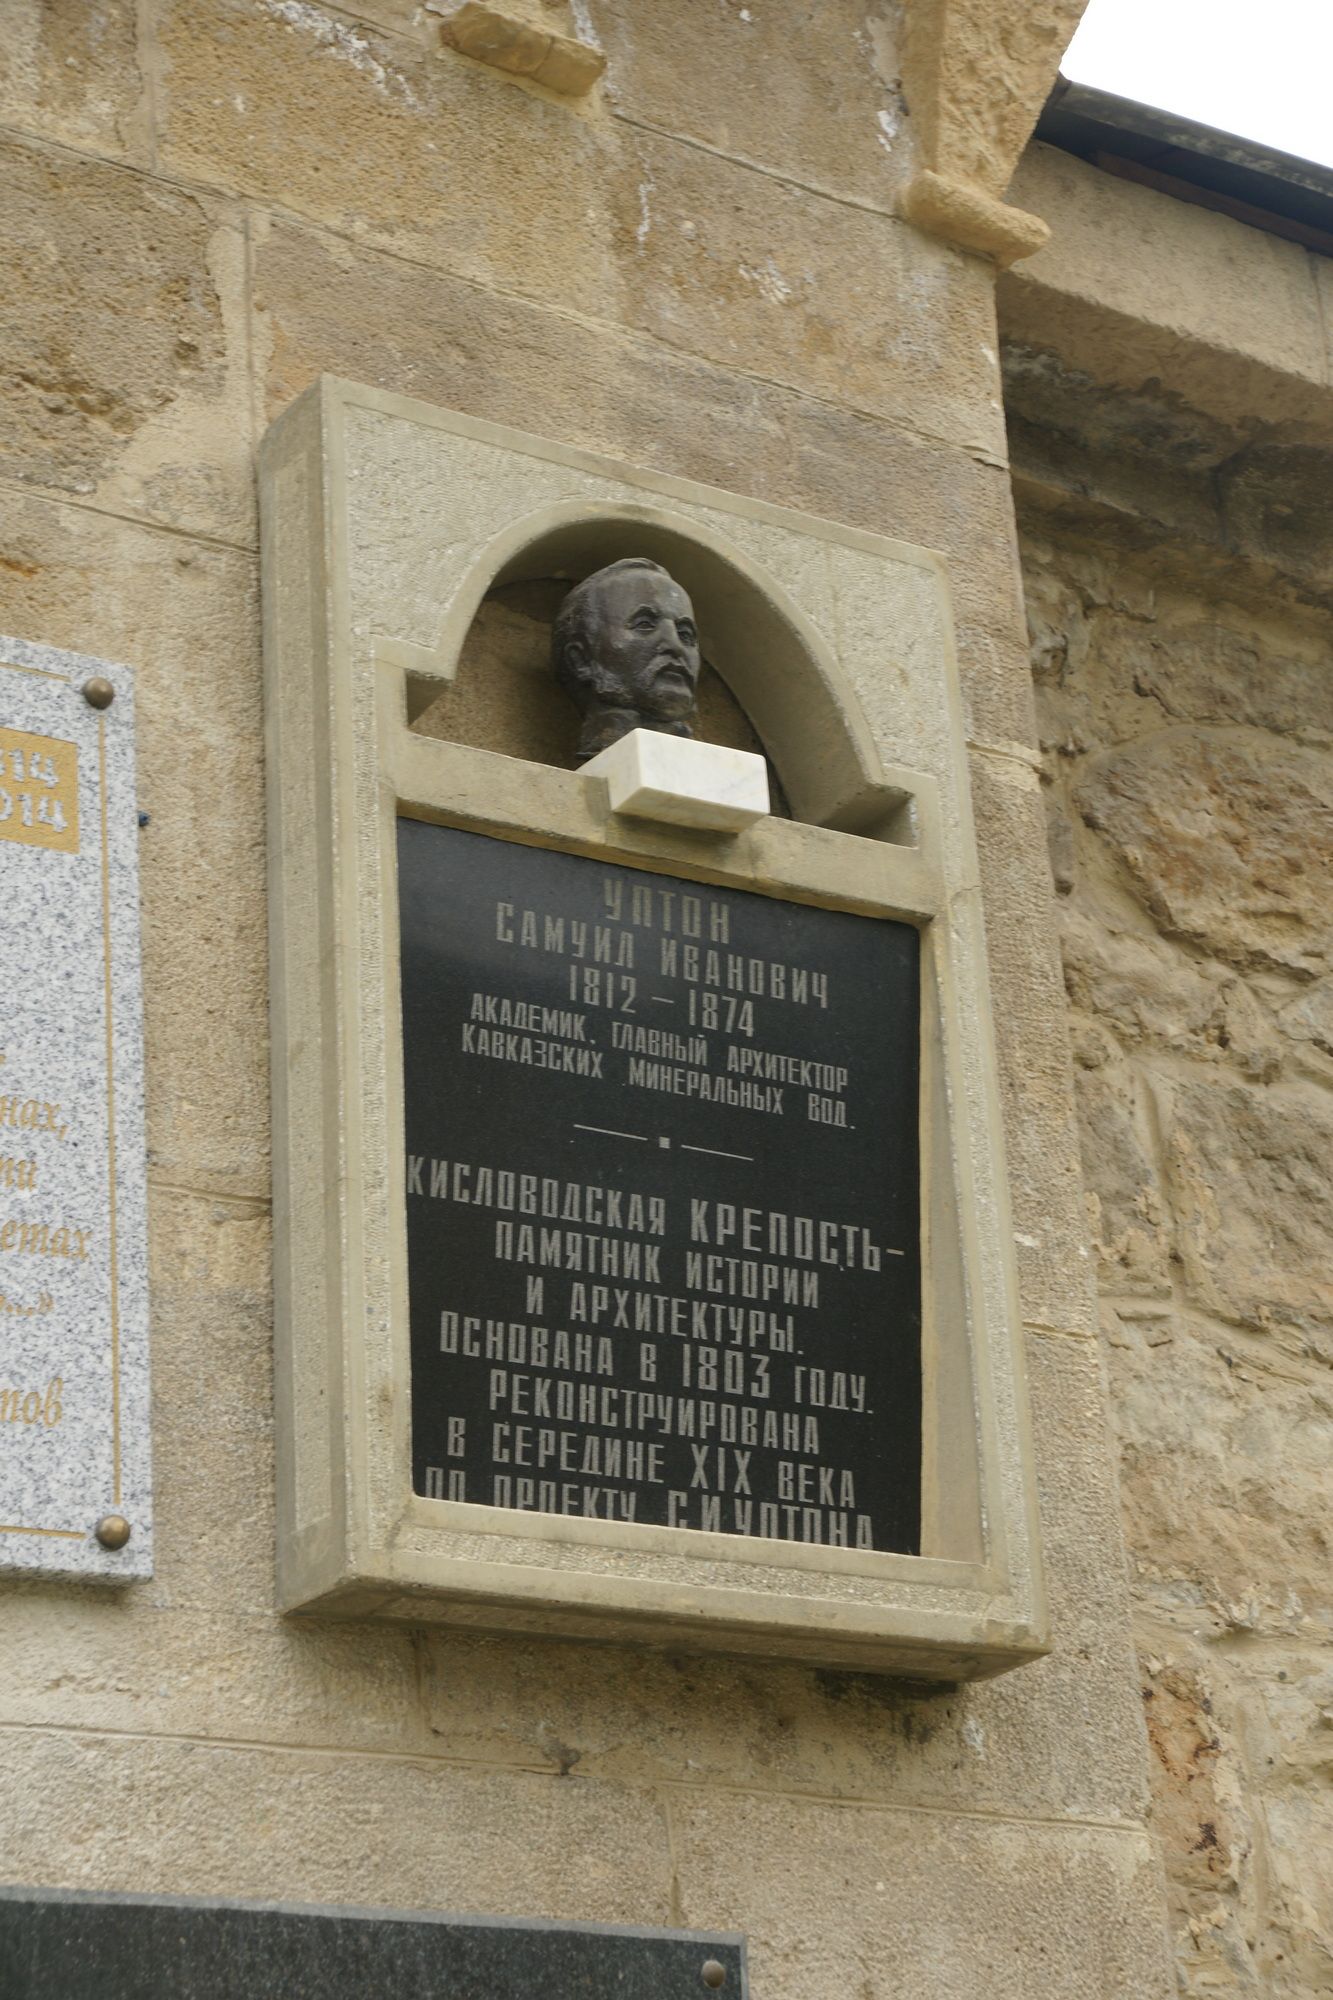 УПТОН
САМУИЛ ИВАНОВИЧ
1812 – 1874
АКАДЕМИК, ГЛАВНЫЙ АРХИТЕКТОР
КАВКАЗСКИХ МИНЕРАЛЬНЫХ ВОД.
КИСЛОВОДСКАЯ КРЕПОСТЬ–
ПАМЯТНИК ИСТОРИИ
И АРХИТЕКТУРЫ.
ОСНОВАНА В 1803 ГОДУ.
РЕКОНСТРУИРОВАНА
В СЕРЕДИНЕ XIX ВЕКА
ПО ПРОЕКТУ С.И.УПТОНА